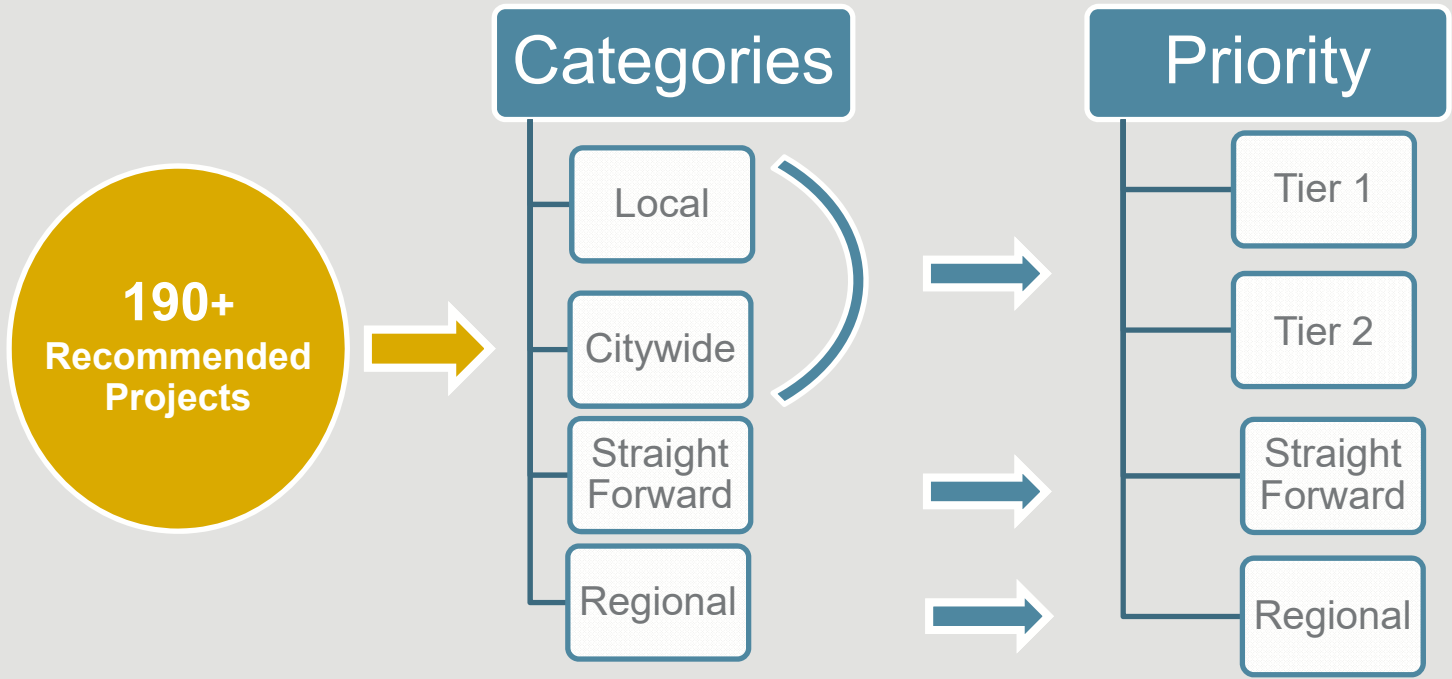 Categories
Priority
190+
Recommended
Projects
Local
Citywide
Straight
Forward
Regional
Tier 1
Tier 2
Straight
Forward
Regional